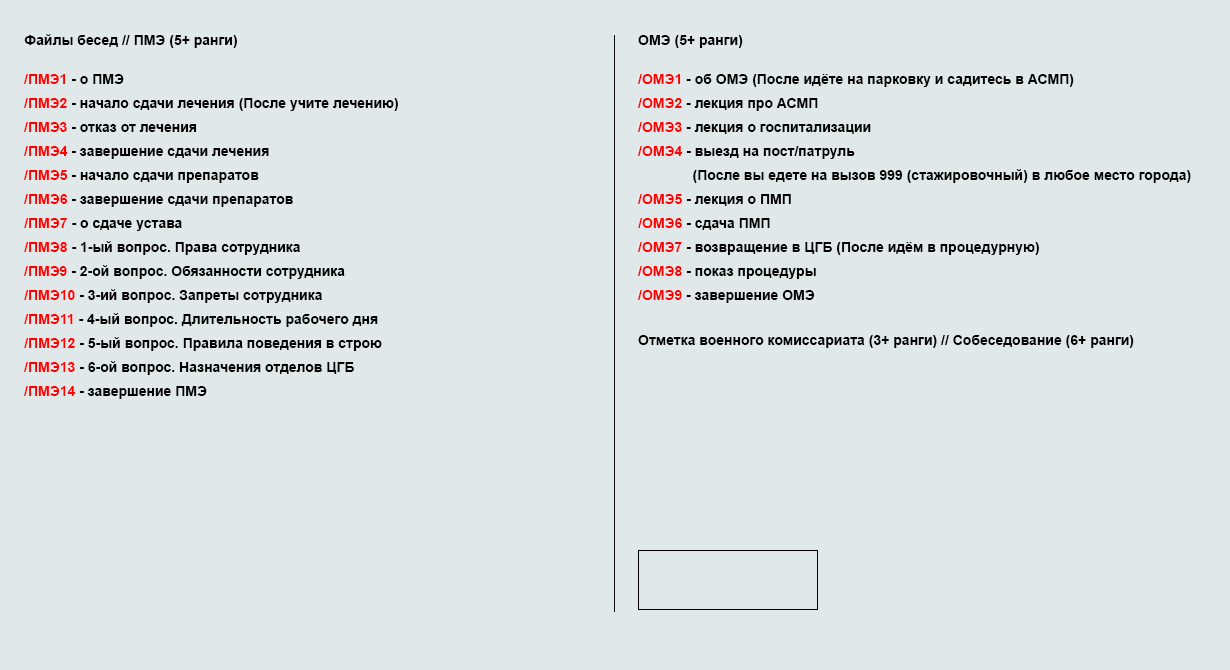 Файлы бесед // ПМЭ (5+ ранги)
/ПМЭ1 - о ПМЭ
/ПМЭ2 - начало сдачи лечения (После учите лечению)
/ПМЭ3 - отказ от лечения
/ПМЭ4 - завершение сдачи лечения
/ПМЭ5 - начало сдачи препаратов
/ПМЭ6 - завершение сдачи препаратов
/ПМЭ7 - о сдаче устава
/ПМЭ8 - 1-ый вопрос. Права сотрудника
/ПМЭ9 - 2-ой вопрос. Обязанности сотрудника
/ПМЭ10 - 3-ий вопрос. Запреты сотрудника
/ПМЭ11 - 4-ый вопрос. Длительность рабочего дня
/ПМЭ12 - 5-ый вопрос. Правила поведения в строю
/ПМЭ13 - 6-ой вопрос. Назначения отделов ЦГБ
/ПМЭ14 - завершение ПМЭ
ОМЭ (5+ ранги)
/ОМЭ1 - об ОМЭ (После идёте на парковку и садитесь в АСМП)
/ОМЭ2 - лекция про АСМП
/ОМЭ3 - лекция о госпитализации
/ОМЭ4 - выезд на пост/патруль
(После вы едете на вызов 999 (стажировочный) в любое место города)
/ОМЭ5 - лекция о ПМП
/ОМЭ6 - сдача ПМП
/ОМЭ7 - возвращение в ЦГБ (После идём в процедурную)
/ОМЭ8 - показ процедуры
/ОМЭ9 - завершение ОМЭ
Отметка военного комиссариата (3+ ранги) // Собеседование (6+ ранги)